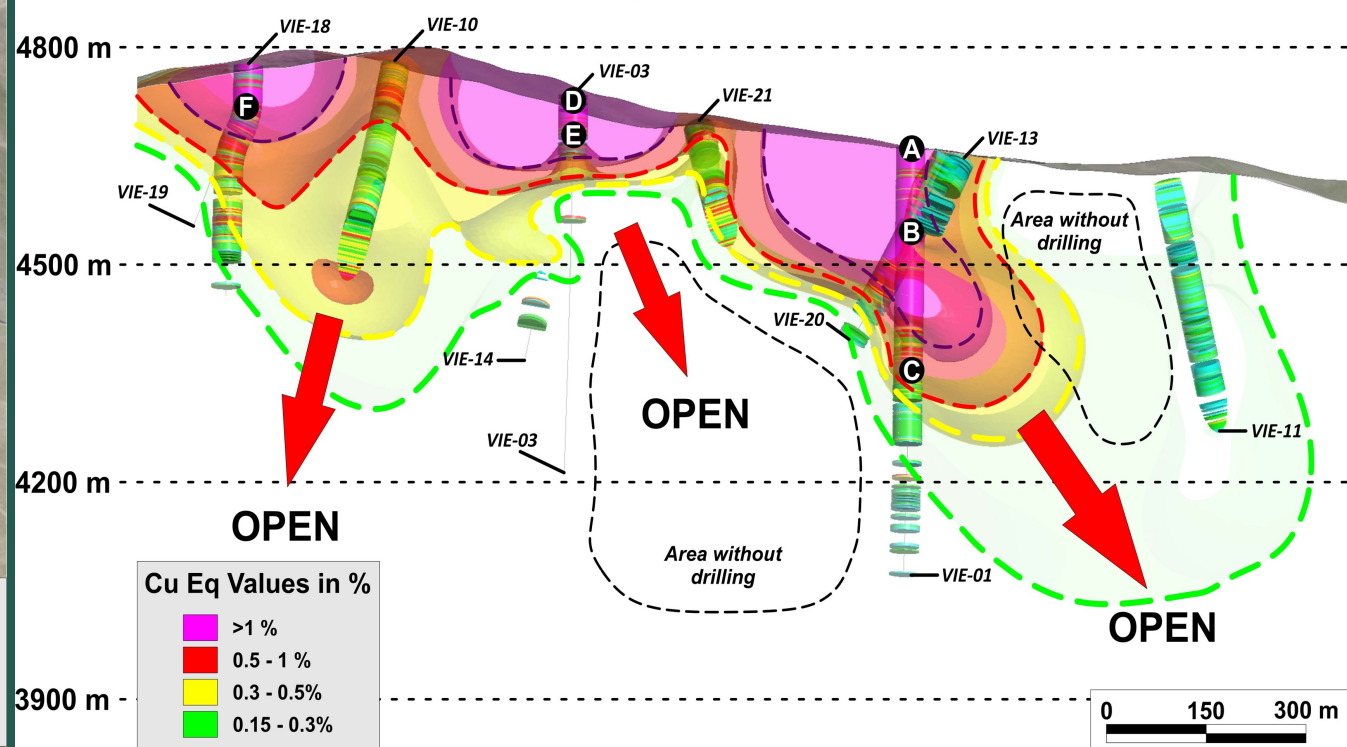 4800 m
VIE-18
VIE-10
VIE-03
VIE-21
VIE-13
F
D
E
A
B
C
VIE-19
Area without
drilling
4500 m
VIE-20
VIE-14
OPEN
VIE-03
VIE-11
4200 m
OPEN
Area without
drilling
VIE-01
OPEN
Cu Eq Values in %
>1 %
0.5 - 1 %
0.3 - 0.5%
0.15 - 0.3%
3900 m
0 150 300 m